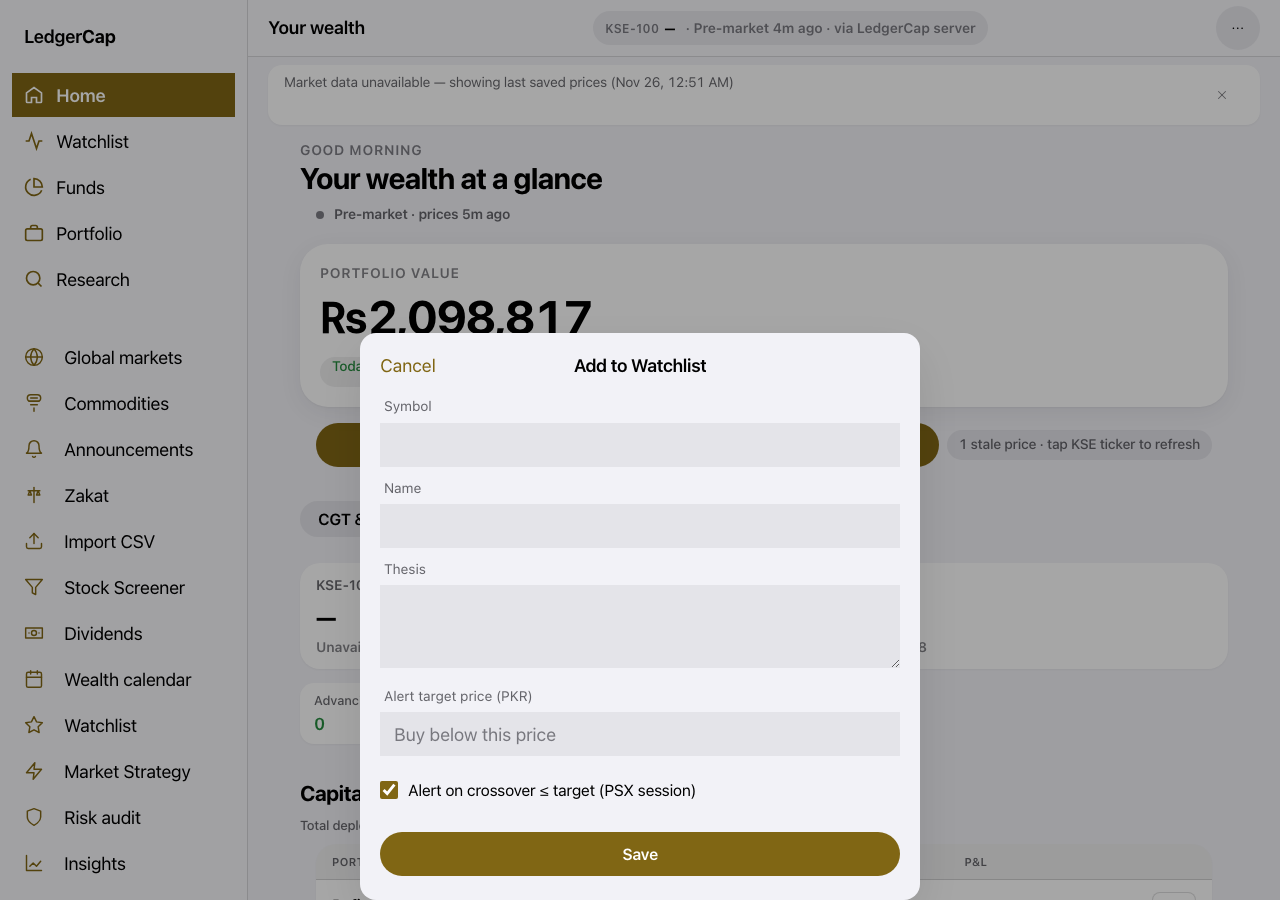 LedgerCap
Home
Watchlist
Funds
Portfolio
Research
Global markets
Commodities
Announcements
Zakat
Import CSV
Stock Screener
Dividends
Wealth calendar
Watchlist
Market Strategy
Risk audit
Insights
Your wealth
KSE-100 — · Pre-market 4m ago · via LedgerCap server
...
Market data unavailable — showing last saved prices (Nov 26, 12:51 AM)
×
GOOD MORNING
Your wealth at a glance
Pre-market · prices 5m ago
PORTFOLIO VALUE
₨2,098,817
1 stale price · tap KSE ticker to refresh
CGT
—
0
P&L
Cancel
Add to Watchlist
Symbol
Name
Thesis
Alert target price (PKR)
Buy below this price
Alert on crossover ≤ target (PSX session)
Save